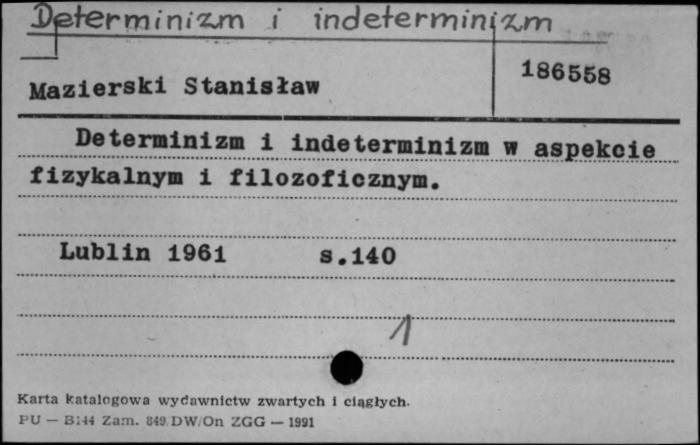 Determinizm i indeterminizm
Mazierski Stanisław
186558
Determinizm i indeterminizm w aspekcie
fizykalnym i filozoficznym.
Lublin 1961 s.140
1
Karta katalogowa wydawnictw zwartych i ciągłych.
PU — B144 Zam. 849 DW/On ZGG — 1991